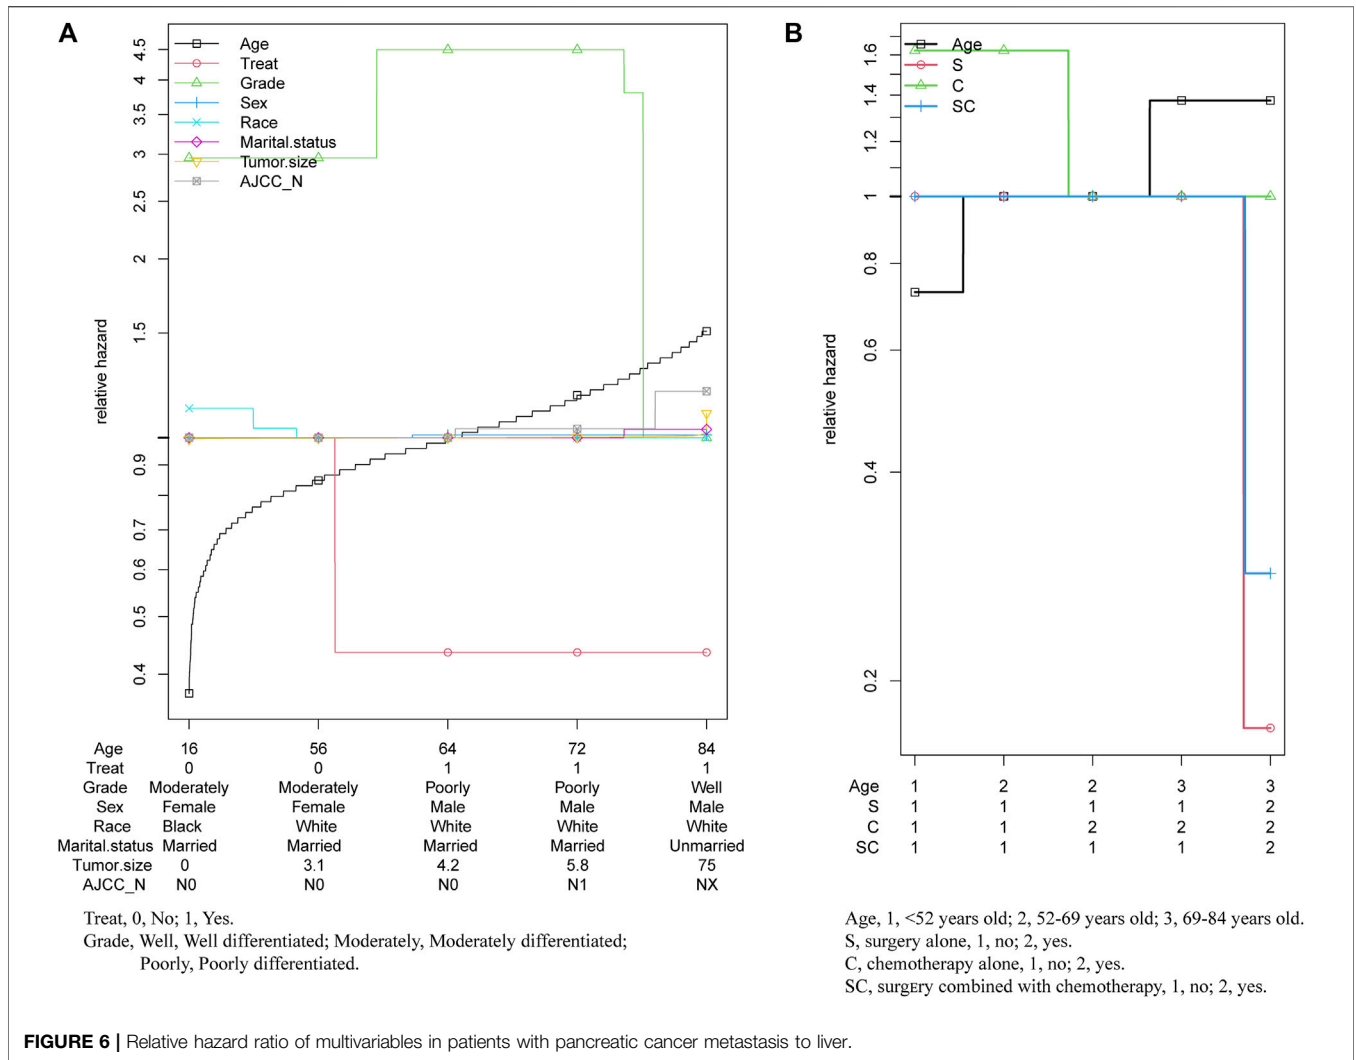 A
4.5
4
3.5
3
2.5
2
1.5
0.9
0.7
0.6
0.5
0.4
relative hazard
Age
Treat
Grade
Sex
Race
Marital.status
Tumor.size
AJCC_N
Age 16 56 64 72 84
Treat 0 0 1 1 1
Grade Moderately Moderately Poorly Poorly Well
Sex Female Female Male Male Male
Race Black White White White White
Marital.status Married Married Married Married Unmarried
Tumor.size 0 3.1 4.2 5.8 75
AJCC_N N0 N0 N0 N1 NX
Treat, 0, No; 1, Yes.
Grade, Well, Well differentiated; Moderately, Moderately differentiated;
Poorly, Poorly differentiated.
B
1.6
1.4
1.2
1
0.8
0.6
0.4
0.2
relative hazard
Age
S
C
SC
Age 1 2 2 3 3
S 1 1 1 1 2
C 1 1 2 2 2
SC 1 1 1 1 2
Age, 1, <52 years old; 2, 52-69 years old; 3, 69-84 years old.
S, surgery alone, 1, no; 2, yes.
C, chemotherapy alone, 1, no; 2, yes.
SC, surgEry combined with chemotherapy, 1, no; 2, yes.
FIGURE 6 | Relative hazard ratio of multivariables in patients with pancreatic cancer metastasis to liver.